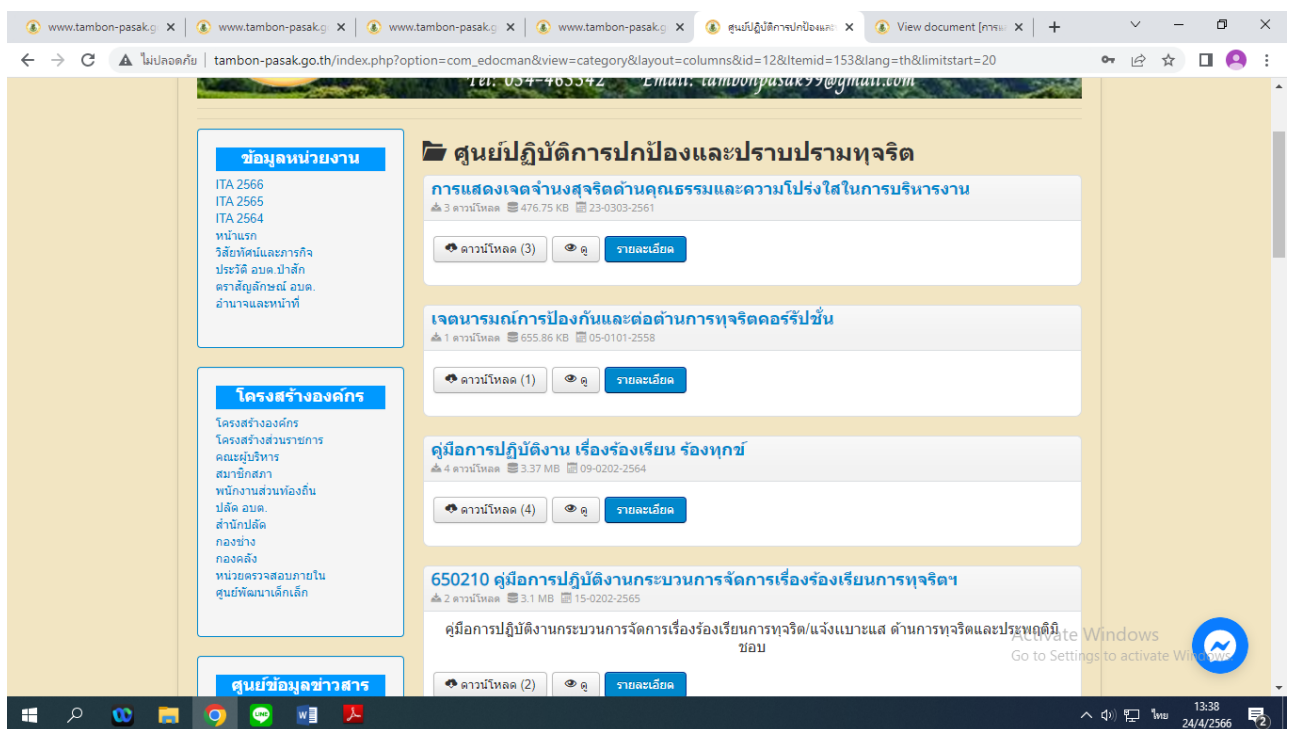 www.tambon-pasak.g
www.tambon-pasak.g
www.tambon-pasak.g
www.tambon-pasak.g
ศูนย์ปฏิบัติการปกป้องและ
View document [การแ
ไม่ปลอดภัย
tambon-pasak.go.th/index.php?option=com_edocman&view=category&layout=columns&id=12&Itemid=153&lang=th&limitstart=20
Tel: 054-465542 Email: tambonpasak99@gmail.com
ข้อมูลหน่วยงาน
ITA 2566
ITA 2565
ITA 2564
หน้าแรก
วิสัยทัศน์และภารกิจ
ประวัติ อบต.ป่าสัก
ตราสัญลักษณ์ อบต.
อำนาจและหน้าที่
โครงสร้างองค์กร
โครงสร้างองค์กร
โครงสร้างส่วนราชการ
คณะผู้บริหาร
สมาชิกสภา
พนักงานส่วนท้องถิ่น
ปลัด อบต.
สำนักปลัด
กองช่าง
กองคลัง
หน่วยตรวจสอบภายใน
ศูนย์พัฒนาเด็กเล็ก
ศูนย์ข้อมูลข่าวสาร
ศูนย์ปฏิบัติการปกป้องและปราบปรามทุจริต
การแสดงเจตจำนงสุจริตด้านคุณธรรมและความโปร่งใสในการบริหารงาน
3 ดาวน์โหลด 476.75 KB 23-0303-2561
ดาวน์โหลด (3) ดู รายละเอียด
เจตนารมณ์การป้องกันและต่อต้านการทุจริตคอร์รัปชั่น
1 ดาวน์โหลด 655.86 KB 05-0101-2558
ดาวน์โหลด (1) ดู รายละเอียด
คู่มือการปฏิบัติงาน เรื่องร้องเรียน ร้องทุกข์
4 ดาวน์โหลด 3.37 MB 09-0202-2564
ดาวน์โหลด (4) ดู รายละเอียด
650210 คู่มือการปฏิบัติงานกระบวนการจัดการเรื่องร้องเรียนการทุจริตฯ
2 ดาวน์โหลด 3.1 MB 15-0202-2565
คู่มือการปฏิบัติงานกระบวนการจัดการเรื่องร้องเรียนการทุจริต/แจ้งเบาะแส ด้านการทุจริตและประพฤติมิ
ชอบ
ดาวน์โหลด (2) ดู รายละเอียด
Activate Windows
Go to Settings to activate Windows.
ไทย
13:38
24/4/2566
2